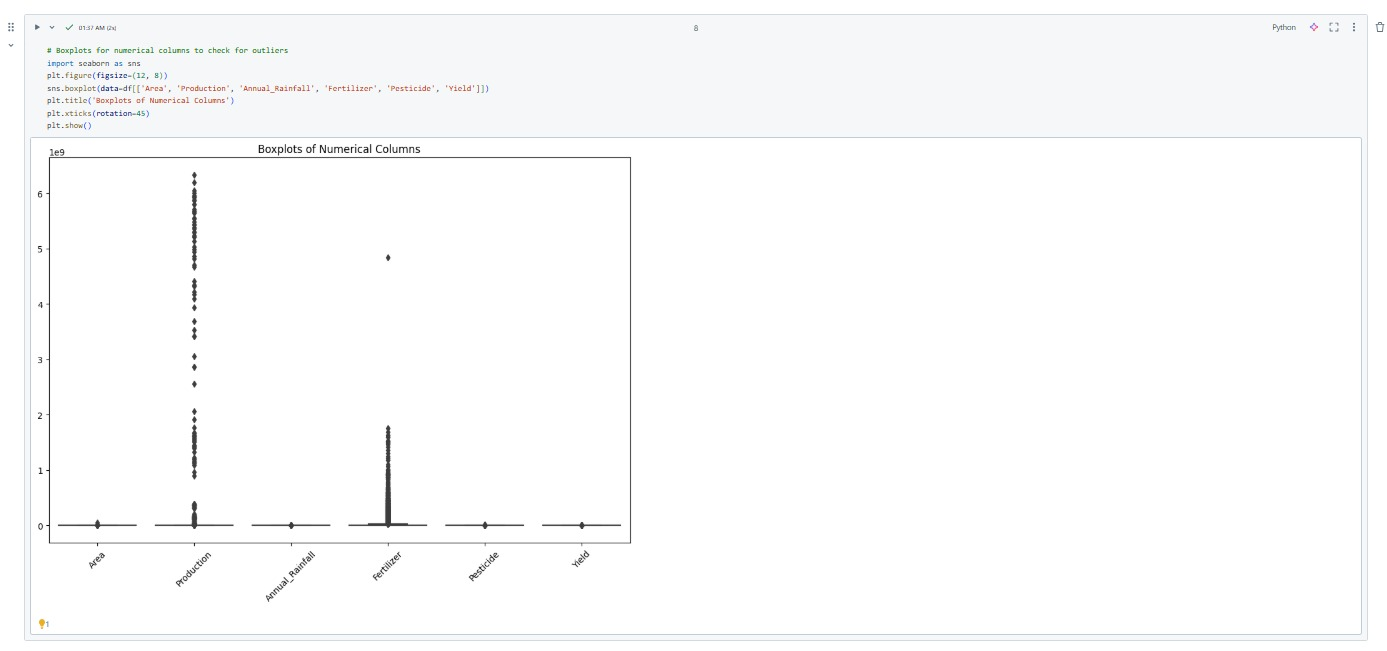 01:37 AM (2s)
8
Python
# Boxplots for numerical columns to check for outliers
import seaborn as sns
plt.figure(figsize=(12, 8))
sns.boxplot(data=df[['Area', 'Production', 'Annual_Rainfall', 'Fertilizer', 'Pesticide', 'Yield']])
plt.title('Boxplots of Numerical Columns')
plt.xticks(rotation=45)
plt.show()
Boxplots of Numerical Columns
1e9
6
5
4
3
2
1
0
Area
Production
Annual_Rainfall
Fertilizer
Pesticide
Yield
1